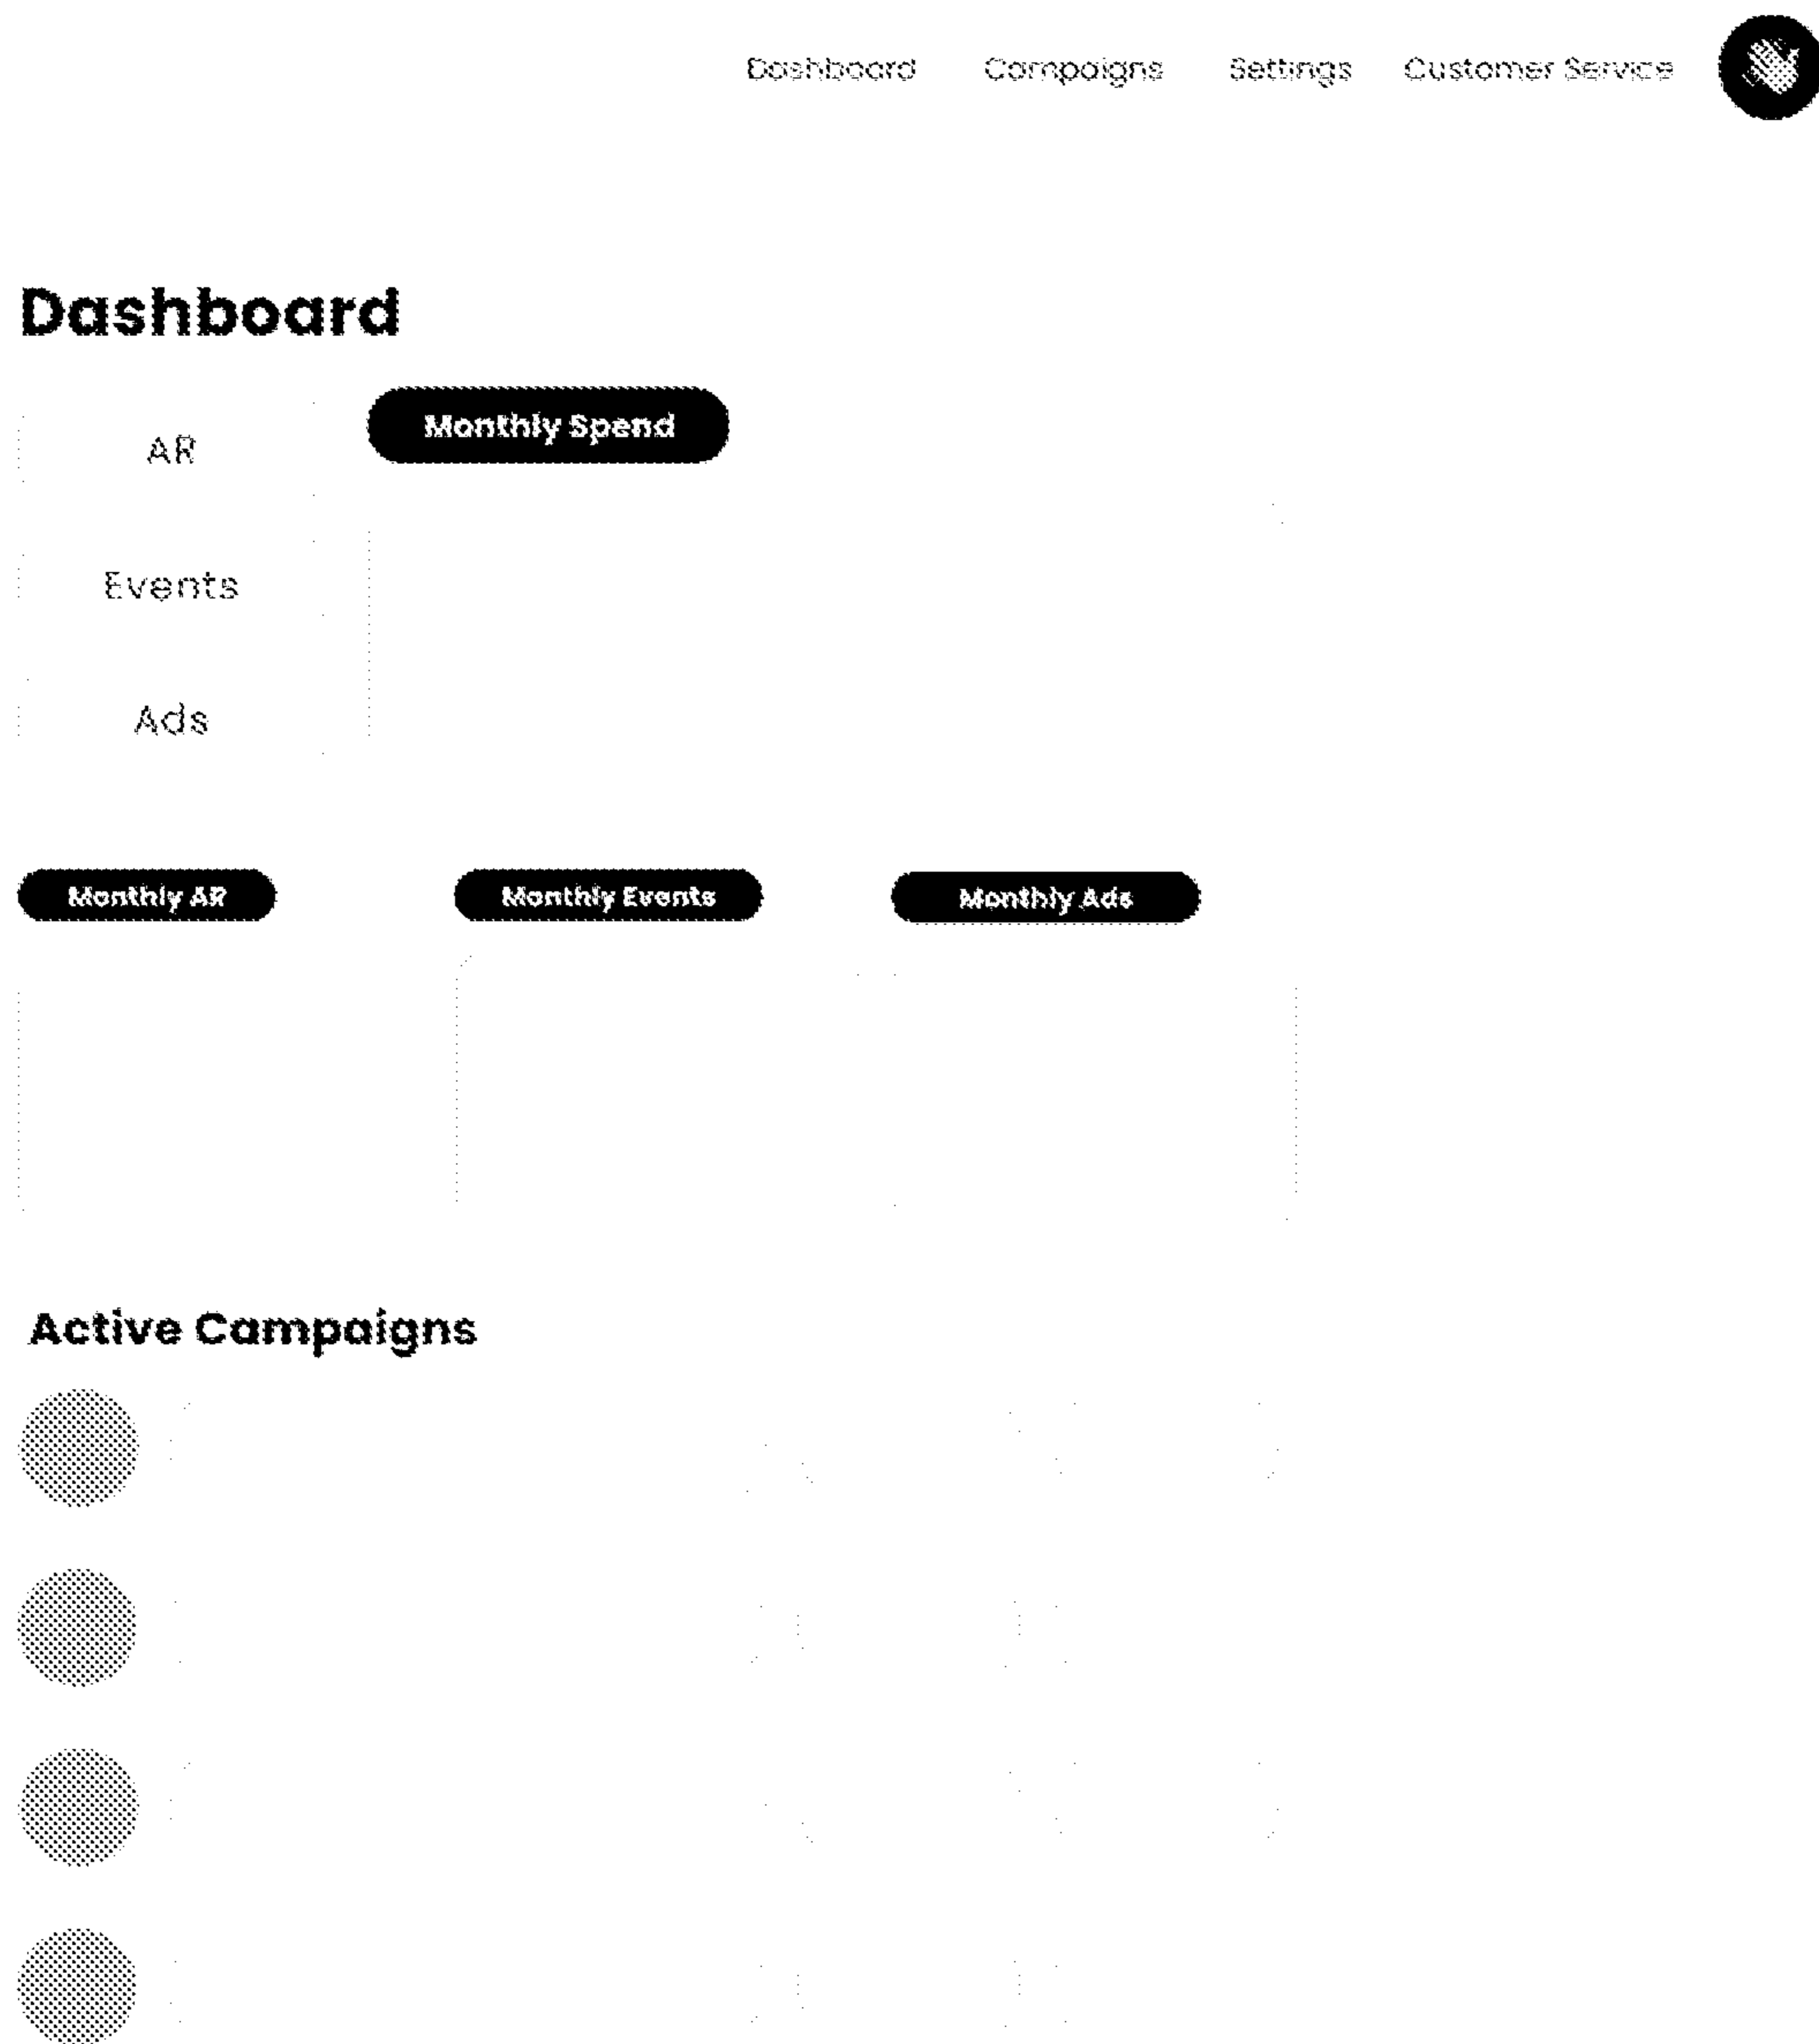 Dashboard Campaigns Settings Customer Service
Dashboard
AR
Monthly Spend
Events
Ads
Monthly AR
Monthly Events
Monthly Ads
Active Campaigns